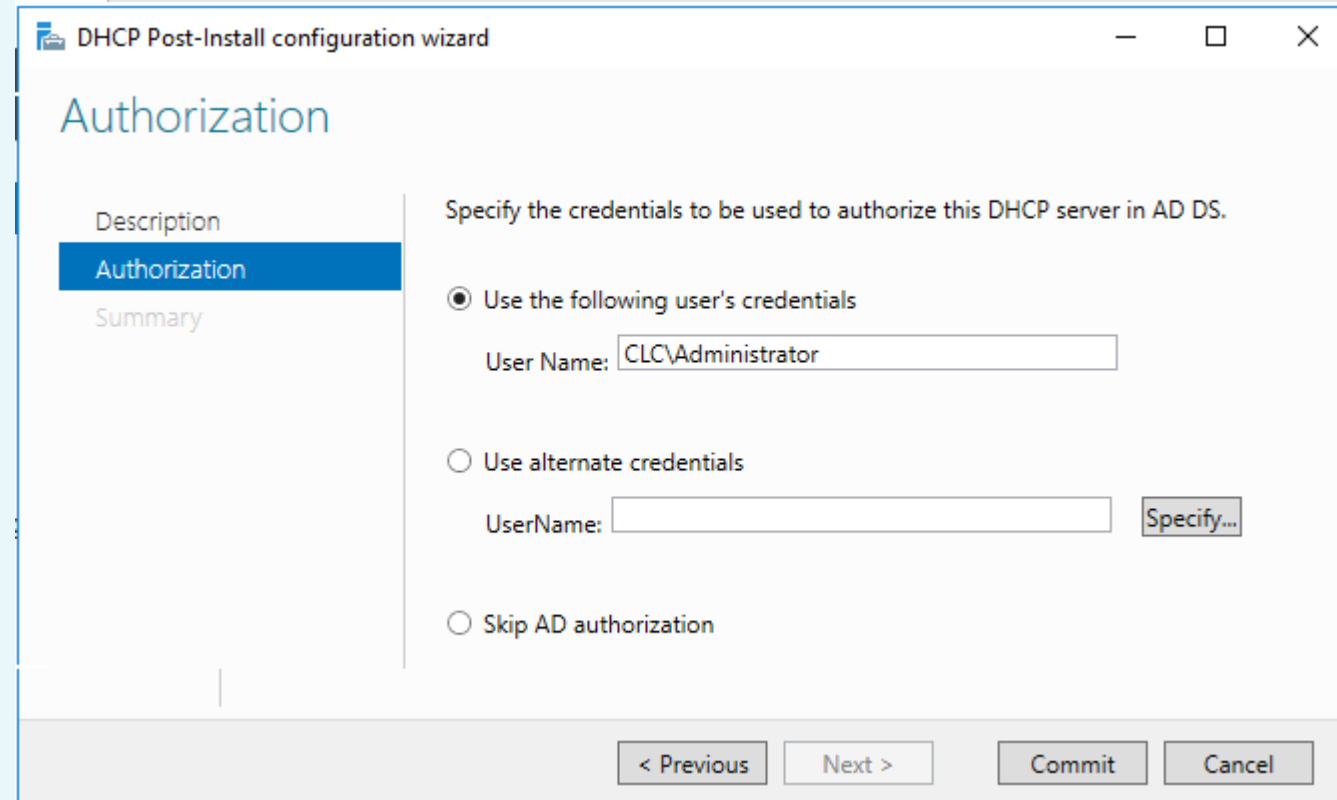 DHCP Post-Install configuration wizard
Authorization
Description
Authorization
Summary
Specify the credentials to be used to authorize this DHCP server in AD DS.
Use the following user's credentials
User Name: CLC\Administrator
Use alternate credentials
UserName:
Specify...
Skip AD authorization
< Previous
Next >
Commit
Cancel